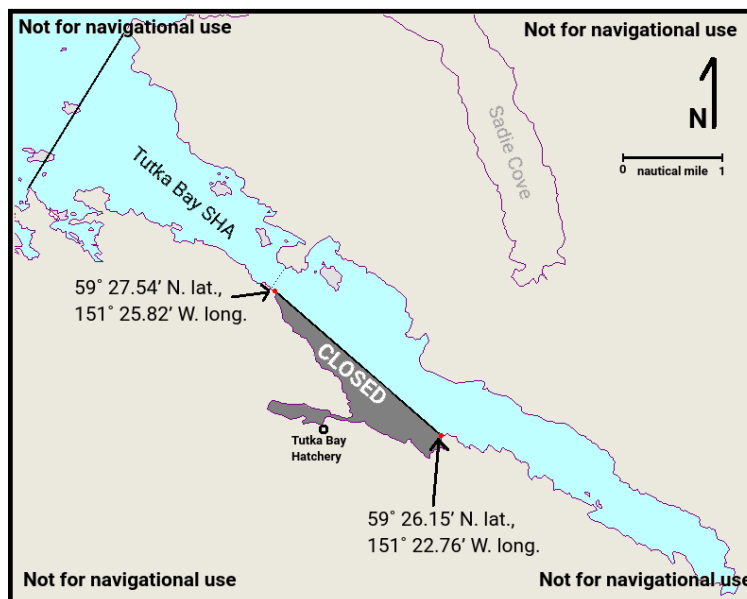 Not for navigational use
Not for navigational use
N
0 nautical mile 1
Sadie Cove
Tutka Bay SHA
59° 27.54’ N. lat.,
151° 25.82’ W. long.
CLOSED
Tutka Bay
Hatchery
59° 26.15’ N. lat.,
151° 22.76’ W. long.
Not for navigational use
Not for navigational use